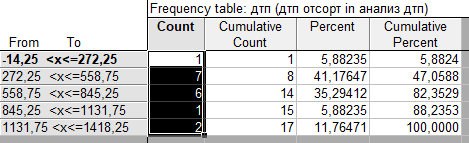 Frequency table: дтп (дтп отсорт in анализ дтп)
From To Count Cumulative Count Percent Cumulative Percent
-14,25 <x<=272,25 1 1 5,88235 5,8824
272,25 <x<=558,75 7 8 41,17647 47,0588
558,75 <x<=845,25 6 14 35,29412 82,3529
845,25 <x<=1131,75 1 15 5,88235 88,2353
1131,75 <x<=1418,25 2 17 11,76471 100,0000